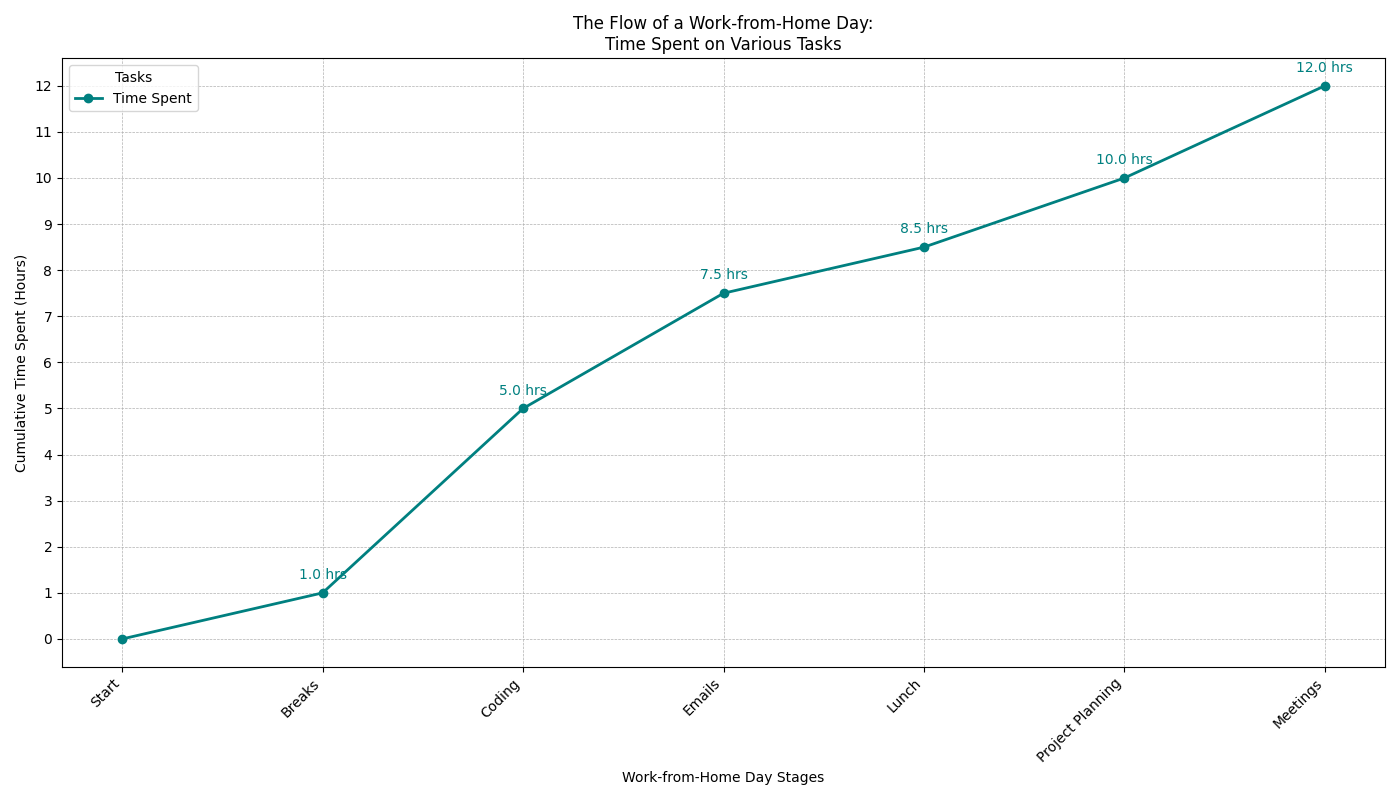 The Flow of a Work-from-Home Day:
Time Spent on Various Tasks
Tasks
Time Spent
Cumulative Time Spent (Hours)
12
11
10
9
8
7
6
5
4
3
2
1
0
1.0 hrs
5.0 hrs
7.5 hrs
8.5 hrs
10.0 hrs
12.0 hrs
Start
Breaks
Coding
Emails
Lunch
Project Planning
Meetings
Work-from-Home Day Stages